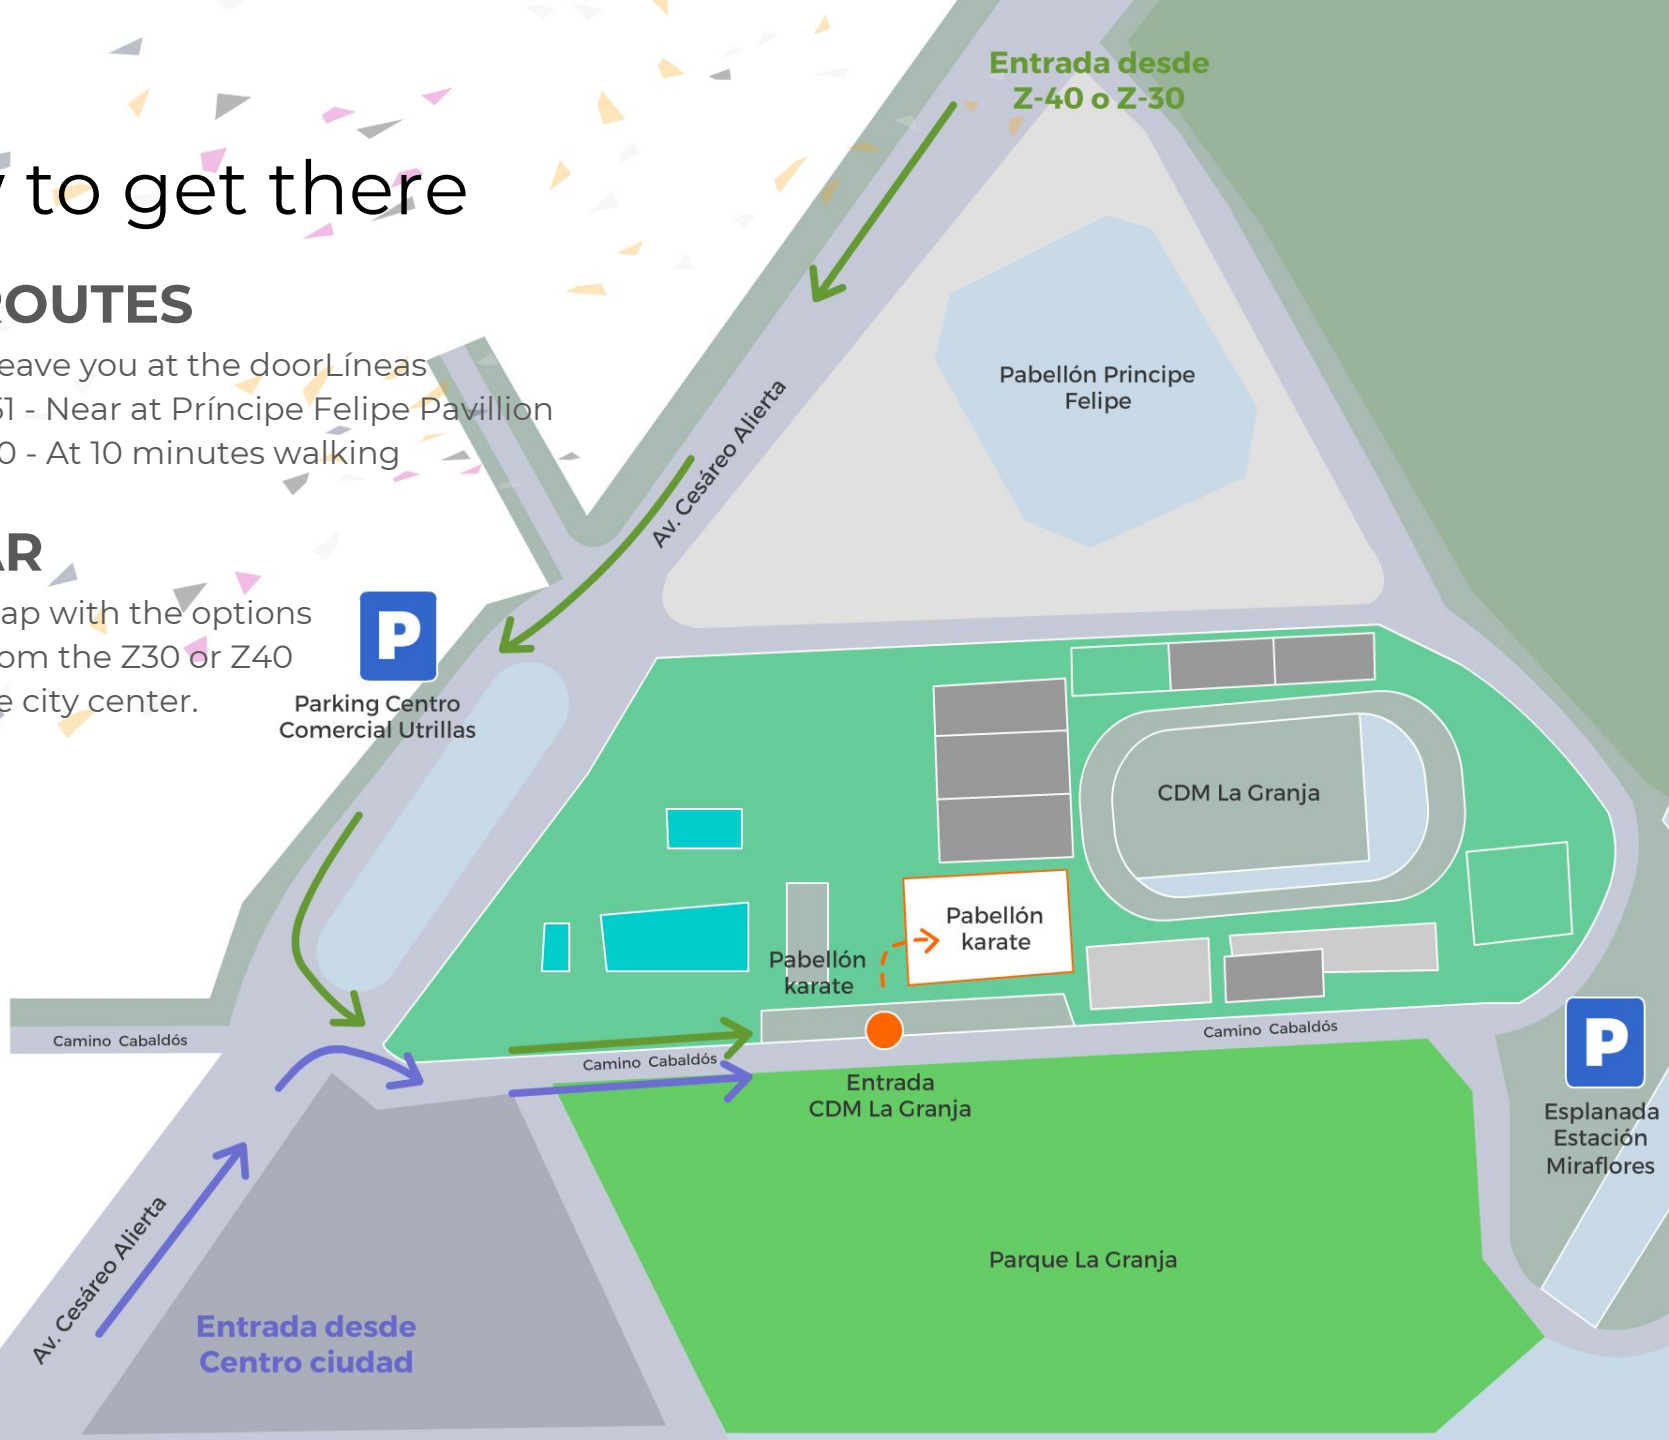 to get there
OUTES
eave you at the doorLíneas
51 - Near at Príncipe Felipe Pavillion
0 - At 10 minutes walking
AR
ap with the options
om the Z30 or Z40
e city center.
Entrada desde
Z-40 o Z-30
Pabellón Principe
Felipe
Av. Cesáreo Alierta
P
Parking Centro
Comercial Utrillas
CDM La Granja
Pabellón
karate
Pabellón
karate
Camino Cabaldós
Camino Cabaldós
Camino Cabaldós
Entrada
CDM La Granja
P
Esplanada
Estación
Miraflores
Parque La Granja
Av. Cesáreo Alierta
Entrada desde
Centro ciudad